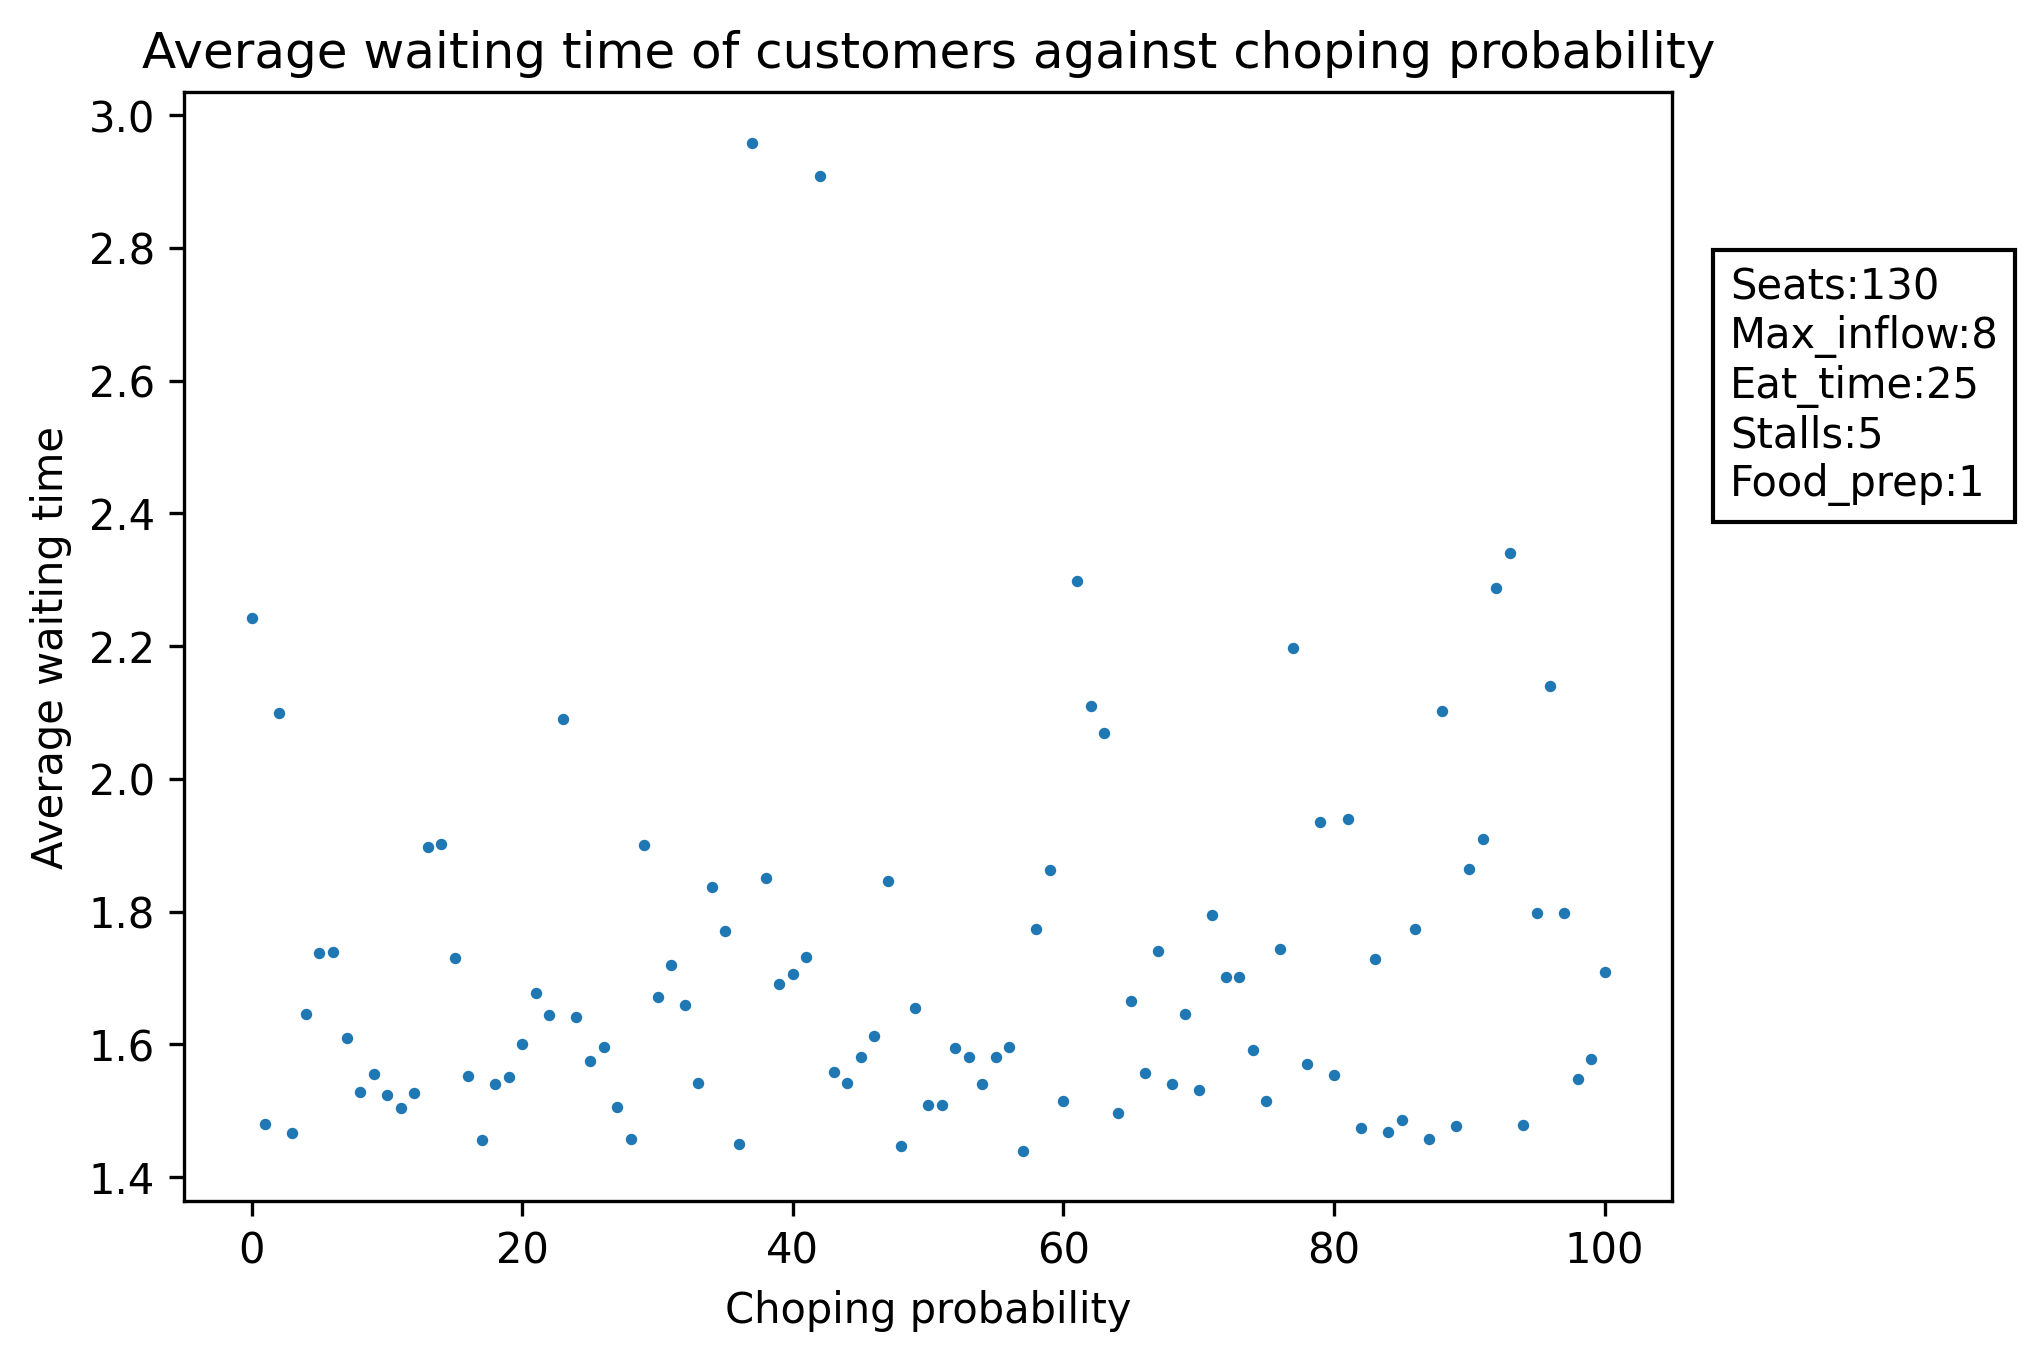 Average waiting time of customers against choping probability
3.0
2.8
2.6
2.4
2.2
2.0
1.8
1.6
1.4
Average waiting time
0 20 40 60 80 100
Choping probability
Seats:130
Max_inflow:8
Eat_time:25
Stalls:5
Food_prep:1